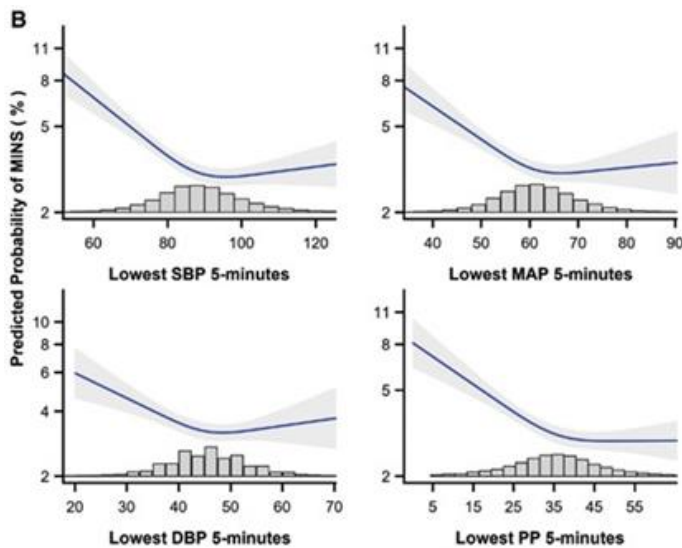 B
Predicted Probability of MINS ( % )
11
8
5
2
60 80 100 120
Lowest SBP 5-minutes
11
8
5
2
40 50 60 70 80 90
Lowest MAP 5-minutes
10
8
6
4
2
20 30 40 50 60 70
Lowest DBP 5-minutes
11
8
5
2
5 15 25 35 45 55
Lowest PP 5-minutes